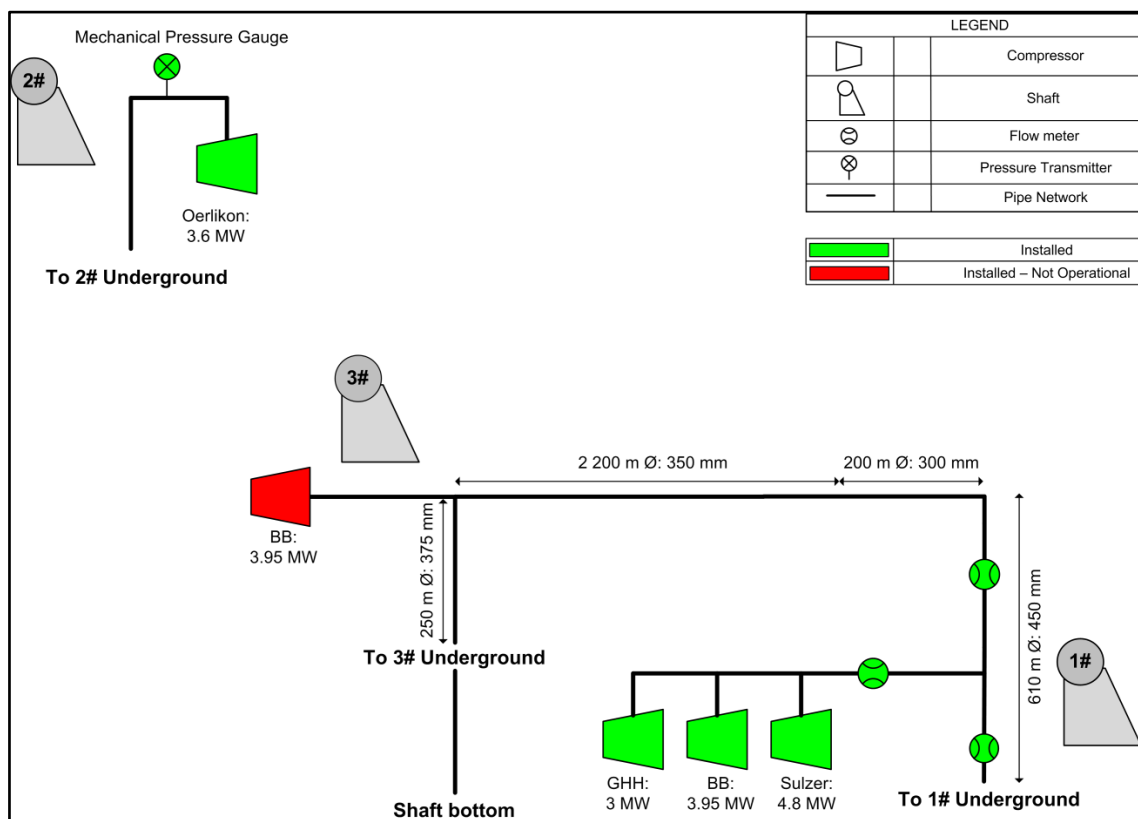 LEGEND
Compressor
Shaft
Flow meter
Pressure Transmitter
Pipe Network
Installed
Installed – Not Operational
Mechanical Pressure Gauge
2#
Oerlikon:
3.6 MW
To 2# Underground
3#
BB:
3.95 MW
2 200 m Ø: 350 mm
200 m Ø: 300 mm
250 m Ø: 375 mm
610 m Ø: 450 mm
1#
To 3# Underground
GHH:
3 MW
BB:
3.95 MW
Sulzer:
4.8 MW
To 1# Underground
Shaft bottom